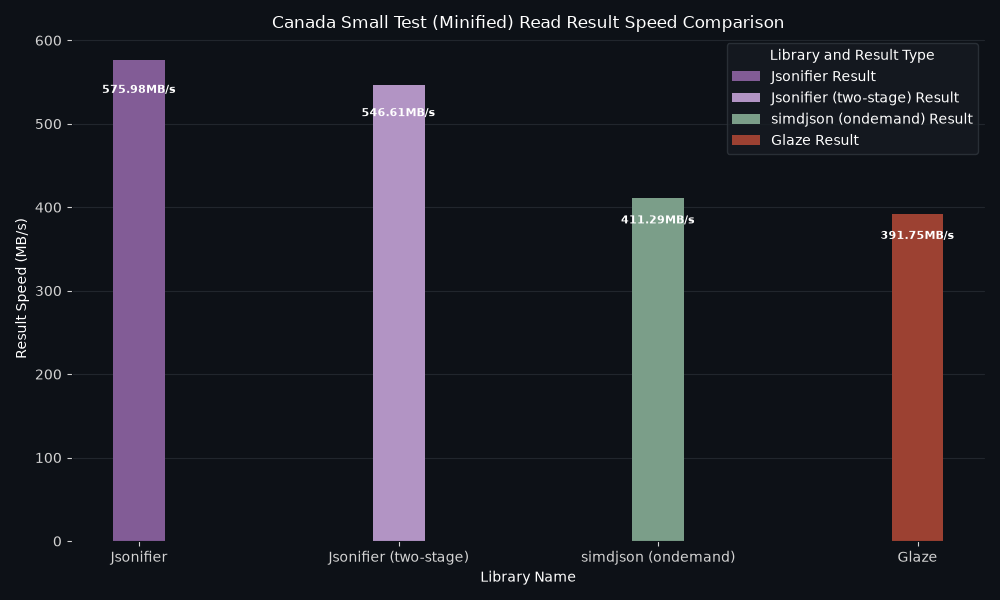 Canada Small Test (Minified) Read Result Speed Comparison
Library and Result Type
Jsonifier Result
Jsonifier (two-stage) Result
simdjson (ondemand) Result
Glaze Result
600
500
400
300
200
100
0
Result Speed (MB/s)
575.98MB/s
546.61MB/s
411.29MB/s
391.75MB/s
Jsonifier
Jsonifier (two-stage)
simdjson (ondemand)
Glaze
Library Name